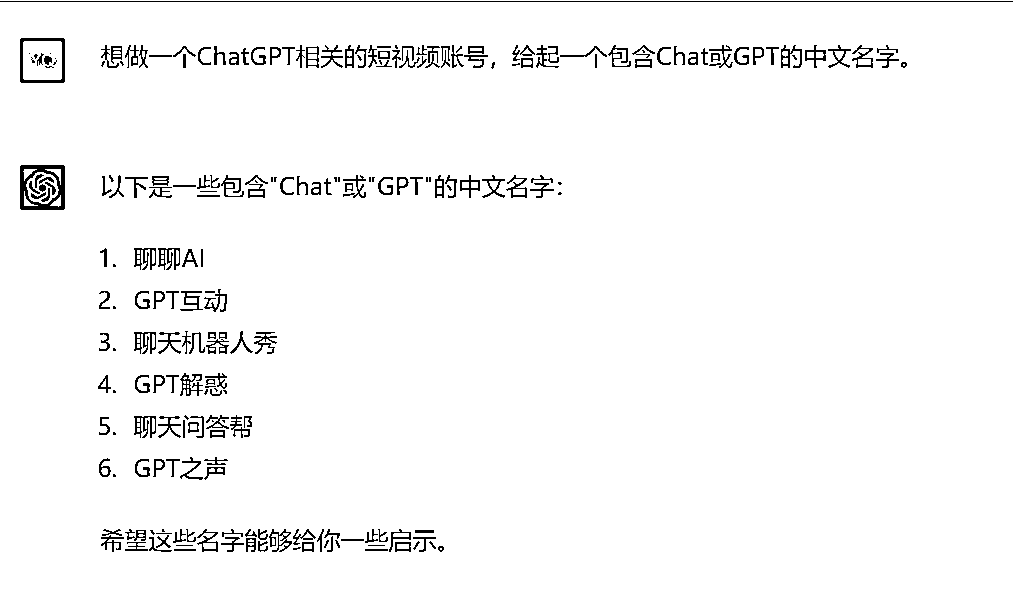 想做一个ChatGPT相关的短视频账号，给起一个包含Chat或GPT的中文名字。
以下是一些包含"Chat"或"GPT"的中文名字：
1. 聊聊AI
2. GPT互动
3. 聊天机器人秀
4. GPT解惑
5. 聊天问答帮
6. GPT之声
希望这些名字能够给你一些启示。